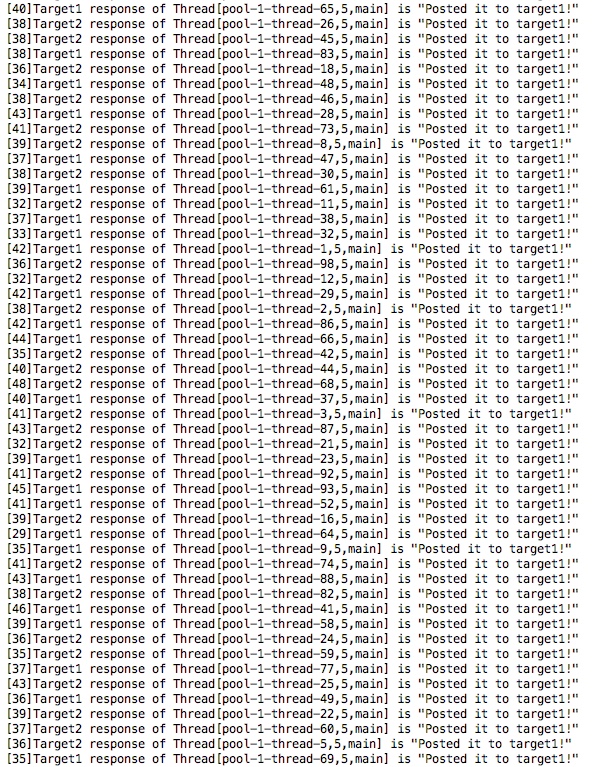 [40]Target1 response of Thread[pool-1-thread-65,5,main] is "Posted it to target1!"
[38]Target2 response of Thread[pool-1-thread-26,5,main] is "Posted it to target1!"
[38]Target2 response of Thread[pool-1-thread-45,5,main] is "Posted it to target1!"
[38]Target1 response of Thread[pool-1-thread-83,5,main] is "Posted it to target1!"
[36]Target2 response of Thread[pool-1-thread-18,5,main] is "Posted it to target1!"
[34]Target1 response of Thread[pool-1-thread-48,5,main] is "Posted it to target1!"
[38]Target2 response of Thread[pool-1-thread-46,5,main] is "Posted it to target1!"
[43]Target1 response of Thread[pool-1-thread-28,5,main] is "Posted it to target1!"
[41]Target2 response of Thread[pool-1-thread-73,5,main] is "Posted it to target1!"
[39]Target2 response of Thread[pool-1-thread-8,5,main] is "Posted it to target1!"
[37]Target1 response of Thread[pool-1-thread-47,5,main] is "Posted it to target1!"
[38]Target2 response of Thread[pool-1-thread-30,5,main] is "Posted it to target1!"
[39]Target1 response of Thread[pool-1-thread-61,5,main] is "Posted it to target1!"
[32]Target2 response of Thread[pool-1-thread-11,5,main] is "Posted it to target1!"
[37]Target1 response of Thread[pool-1-thread-38,5,main] is "Posted it to target1!"
[33]Target1 response of Thread[pool-1-thread-32,5,main] is "Posted it to target1!"
[42]Target1 response of Thread[pool-1-thread-1,5,main] is "Posted it to target1!"
[36]Target2 response of Thread[pool-1-thread-98,5,main] is "Posted it to target1!"
[32]Target2 response of Thread[pool-1-thread-12,5,main] is "Posted it to target1!"
[42]Target1 response of Thread[pool-1-thread-29,5,main] is "Posted it to target1!"
[38]Target2 response of Thread[pool-1-thread-2,5,main] is "Posted it to target1!"
[42]Target1 response of Thread[pool-1-thread-86,5,main] is "Posted it to target1!"
[44]Target1 response of Thread[pool-1-thread-66,5,main] is "Posted it to target1!"
[35]Target2 response of Thread[pool-1-thread-42,5,main] is "Posted it to target1!"
[40]Target2 response of Thread[pool-1-thread-44,5,main] is "Posted it to target1!"
[48]Target2 response of Thread[pool-1-thread-68,5,main] is "Posted it to target1!"
[40]Target1 response of Thread[pool-1-thread-37,5,main] is "Posted it to target1!"
[41]Target2 response of Thread[pool-1-thread-3,5,main] is "Posted it to target1!"
[43]Target2 response of Thread[pool-1-thread-87,5,main] is "Posted it to target1!"
[32]Target2 response of Thread[pool-1-thread-21,5,main] is "Posted it to target1!"
[39]Target1 response of Thread[pool-1-thread-23,5,main] is "Posted it to target1!"
[41]Target2 response of Thread[pool-1-thread-92,5,main] is "Posted it to target1!"
[45]Target1 response of Thread[pool-1-thread-93,5,main] is "Posted it to target1!"
[41]Target1 response of Thread[pool-1-thread-52,5,main] is "Posted it to target1!"
[39]Target2 response of Thread[pool-1-thread-16,5,main] is "Posted it to target1!"
[29]Target1 response of Thread[pool-1-thread-64,5,main] is "Posted it to target1!"
[35]Target1 response of Thread[pool-1-thread-9,5,main] is "Posted it to target1!"
[41]Target2 response of Thread[pool-1-thread-74,5,main] is "Posted it to target1!"
[43]Target1 response of Thread[pool-1-thread-88,5,main] is "Posted it to target1!"
[38]Target2 response of Thread[pool-1-thread-82,5,main] is "Posted it to target1!"
[46]Target1 response of Thread[pool-1-thread-41,5,main] is "Posted it to target1!"
[39]Target2 response of Thread[pool-1-thread-58,5,main] is "Posted it to target1!"
[36]Target2 response of Thread[pool-1-thread-24,5,main] is "Posted it to target1!"
[35]Target2 response of Thread[pool-1-thread-59,5,main] is "Posted it to target1!"
[37]Target1 response of Thread[pool-1-thread-77,5,main] is "Posted it to target1!"
[43]Target2 response of Thread[pool-1-thread-25,5,main] is "Posted it to target1!"
[36]Target1 response of Thread[pool-1-thread-49,5,main] is "Posted it to target1!"
[39]Target2 response of Thread[pool-1-thread-22,5,main] is "Posted it to target1!"
[37]Target2 response of Thread[pool-1-thread-60,5,main] is "Posted it to target1!"
[36]Target2 response of Thread[pool-1-thread-5,5,main] is "Posted it to target1!"
[35]Target1 response of Thread[pool-1-thread-69,5,main] is "Posted it to target1!"